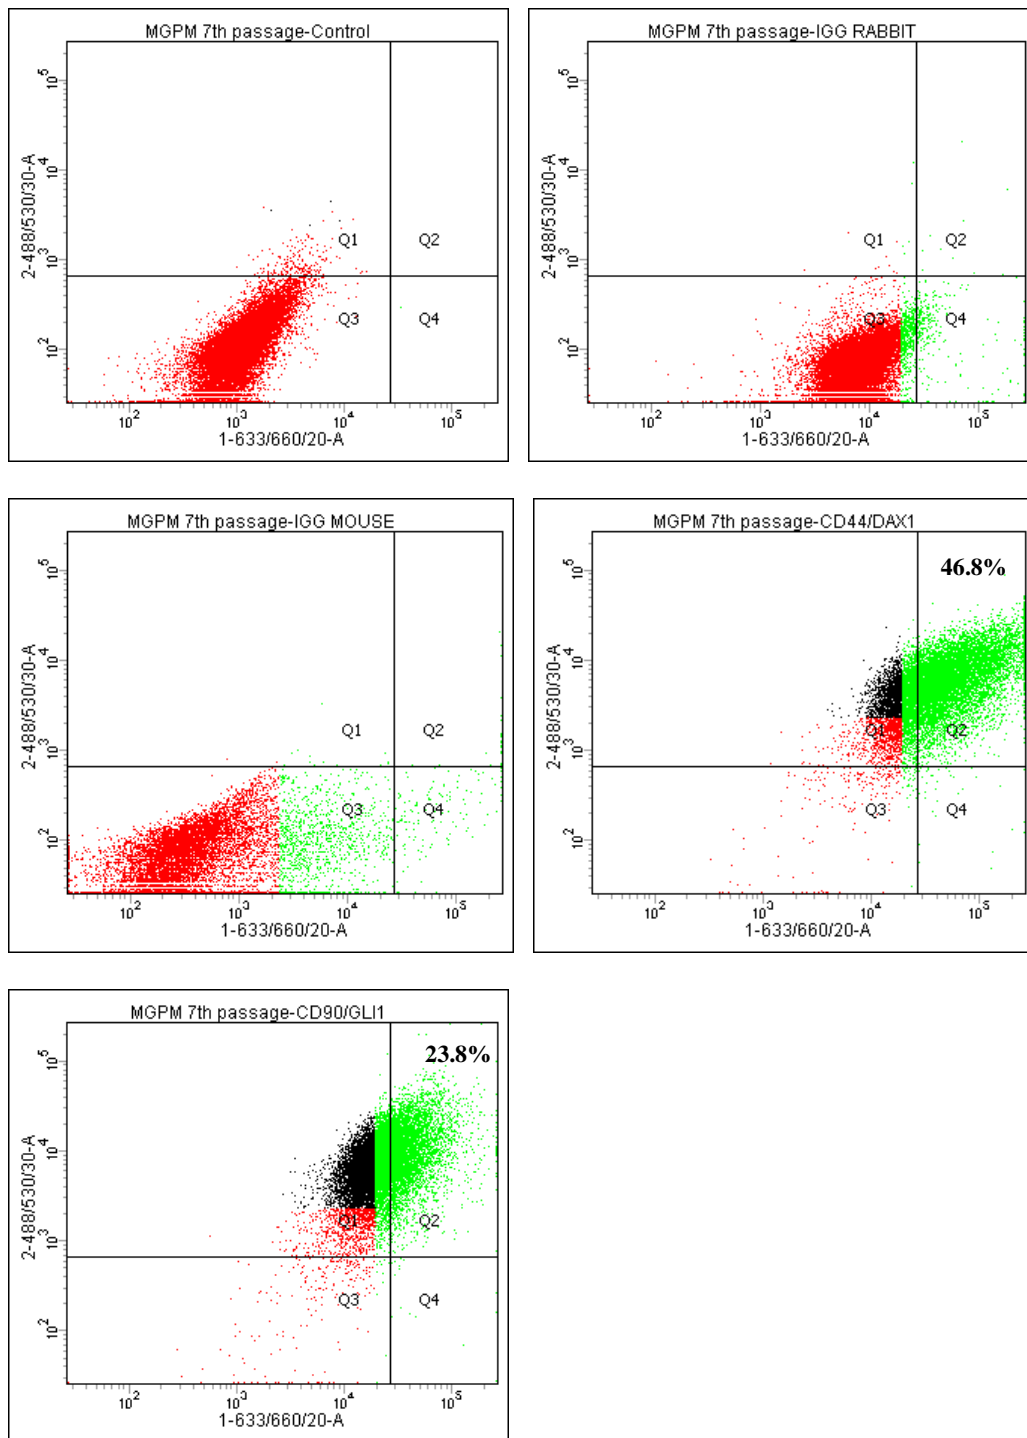 MGPM 7th passage-Control
2-488/530/30-A
10^5
10^4
10^3
10^2
Q1
Q2
Q3
Q4
10^2
10^3
10^4
10^5
1-633/660/20-A
MGPM 7th passage-IGG RABBIT
2-488/530/30-A
10^5
10^4
10^3
10^2
Q1
Q2
Q3
Q4
10^2
10^3
10^4
10^5
1-633/660/20-A
MGPM 7th passage-IGG MOUSE
2-488/530/30-A
10^5
10^4
10^3
10^2
Q1
Q2
Q3
Q4
10^2
10^3
10^4
10^5
1-633/660/20-A
MGPM 7th passage-CD44/DAX1
46.8%
2-488/530/30-A
10^5
10^4
10^3
10^2
Q1
Q2
Q3
Q4
10^2
10^3
10^4
10^5
1-633/660/20-A
MGPM 7th passage-CD90/GLI1
23.8%
2-488/530/30-A
10^5
10^4
10^3
10^2
Q1
Q2
Q3
Q4
10^2
10^3
10^4
10^5
1-633/660/20-A